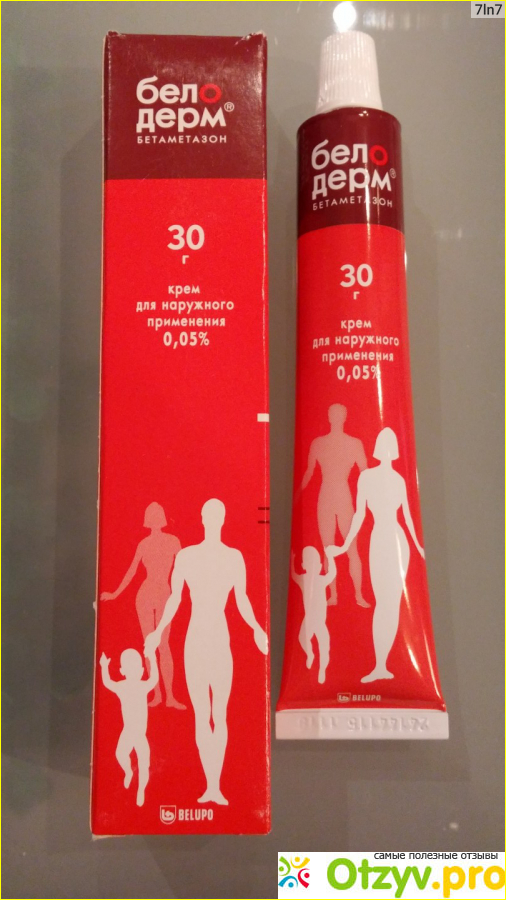 7ln7
бело
дерм®
БЕТАМЕТАЗОН
30
г
крем
для наружного
применения
0,05%
BELUPO
бело
дерм®
БЕТАМЕТАЗОН
30
г
крем
для наружного
применения
0,05%
BELUPO
самые полезные отзывы
Otzyv.pro